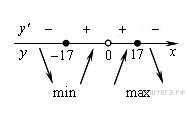 y′ − + + −
y −17 0 17 x
min max